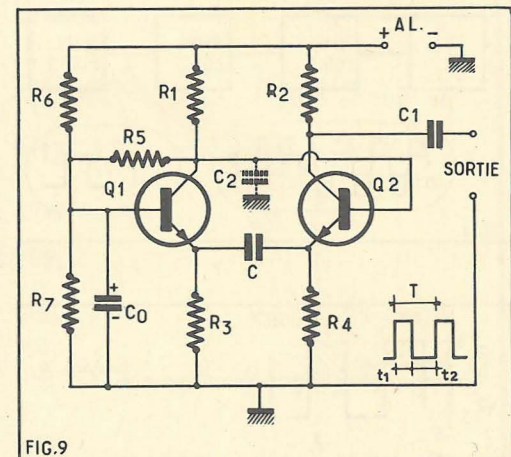 + AL. -
R6
R1
R2
C1
R5
SORTIE
Q1
C2
Q2
C
+
R7
- C0
R3
R4
T
t1
t2
FIG.9